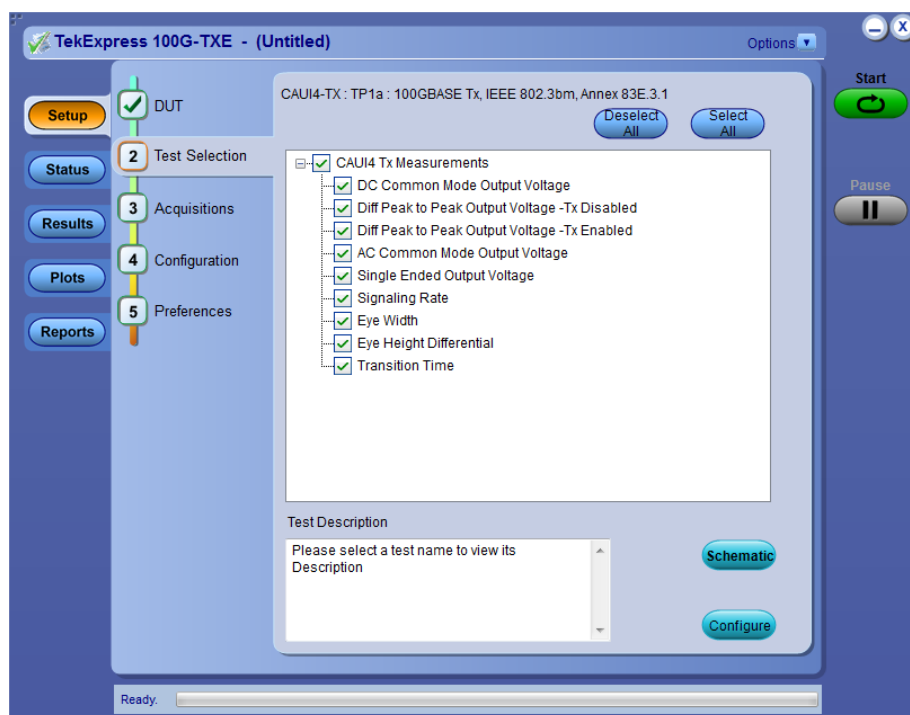 TekExpress 100G-TXE - (Untitled)
Options
X
Start
Setup
Status
Results
Plots
Reports
DUT
2 Test Selection
3 Acquisitions
4 Configuration
5 Preferences
CAUI4-TX : TP1a : 100GBASE Tx, IEEE 802.3bm, Annex 83E.3.1
Deselect
All
Select
All
CAUI4 Tx Measurements
DC Common Mode Output Voltage
Diff Peak to Peak Output Voltage -Tx Disabled
Diff Peak to Peak Output Voltage -Tx Enabled
AC Common Mode Output Voltage
Single Ended Output Voltage
Signaling Rate
Eye Width
Eye Height Differential
Transition Time
Pause
Test Description
Please select a test name to view its
Description
Schematic
Configure
Ready.